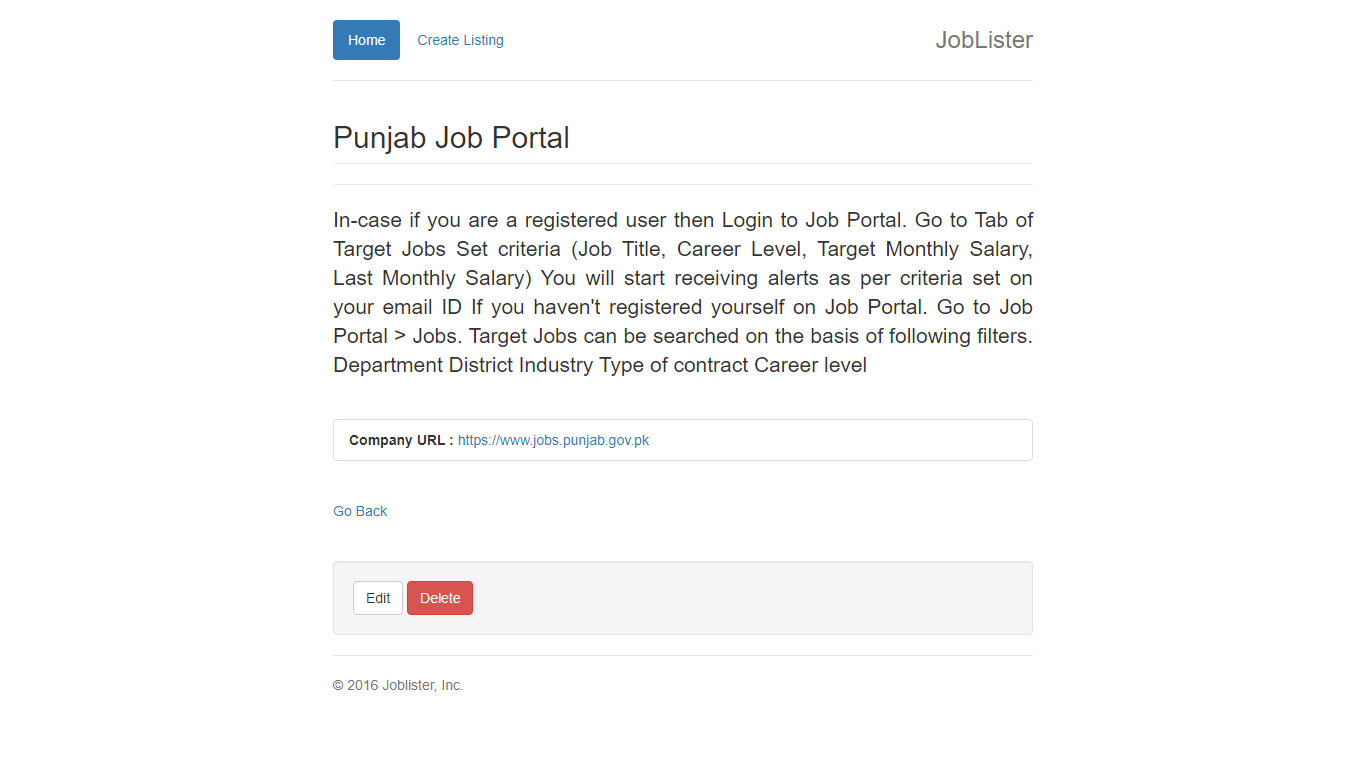 Home Create Listing JobLister
Punjab Job Portal
In-case if you are a registered user then Login to Job Portal. Go to Tab of
Target Jobs Set criteria (Job Title, Career Level, Target Monthly Salary,
Last Monthly Salary) You will start receiving alerts as per criteria set on
your email ID If you haven't registered yourself on Job Portal. Go to Job
Portal > Jobs. Target Jobs can be searched on the basis of following filters.
Department District Industry Type of contract Career level
Company URL : https://www.jobs.punjab.gov.pk
Go Back
Edit Delete
© 2016 Joblister, Inc.